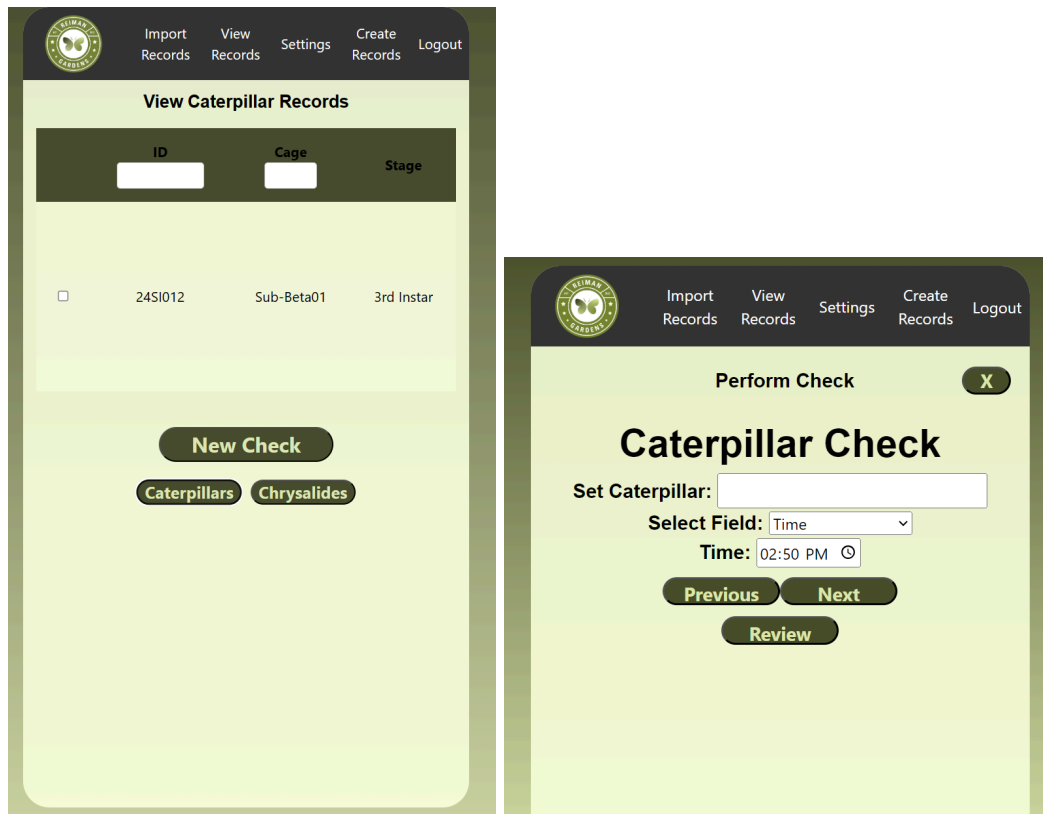 REIMAN GARDENS
Import Records
View Records
Settings
Create Records
Logout
View Caterpillar Records
ID
Cage
Stage
24SI012
Sub-Beta01
3rd Instar
New Check
Caterpillars
Chrysalides
REIMAN GARDENS
Import Records
View Records
Settings
Create Records
Logout
Perform Check
X
Caterpillar Check
Set Caterpillar:
Select Field: Time
Time: 02:50 PM
Previous
Next
Review